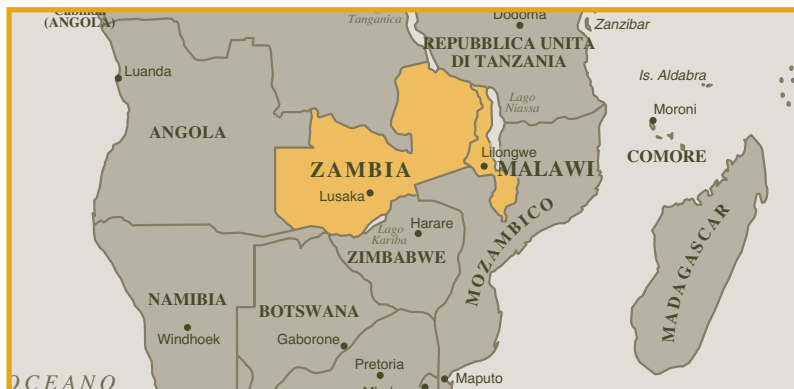 (ANGOLA)
Tanganica
Dodoma
Zanzibar
REPUBBLICA UNITA
DI TANZANIA
Luanda
Is. Aldabra
Lago
Niassa
Moroni
ANGOLA
COMORE
Lilongwe
ZAMBIA
MALAWI
Lusaka
Lago
Kariba
Harare
MOZAMBICO
ZIMBABWE
MADAGASCAR
NAMIBIA
BOTSWANA
Windhoek
Gaborone
Pretoria
Maputo
OCEANO